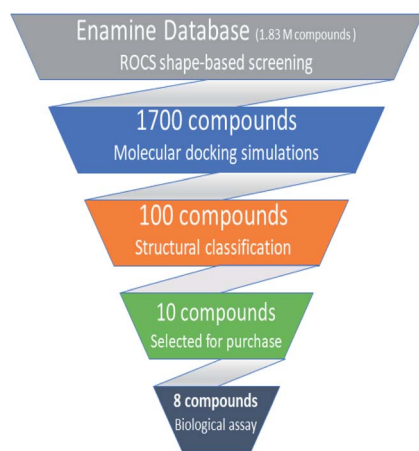 Enamine Database (1.83 M compounds )
ROCS shape-based screening
1700 compounds
Molecular docking simulations
100 compounds
Structural classification
10 compounds
Selected for purchase
8 compounds
Biological assay